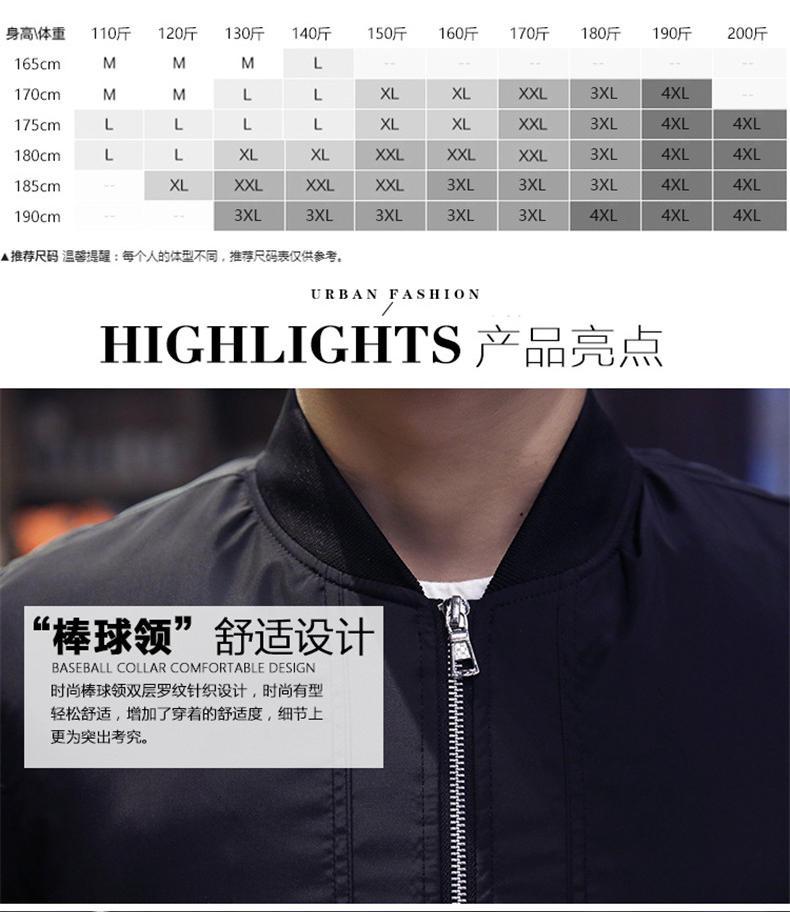 身高\体重 110斤 120斤 130斤 140斤 150斤 160斤 170斤 180斤 190斤 200斤
165cm M M M L -- -- -- -- -- --
170cm M M L L XL XL XXL 3XL 4XL --
175cm L L L L XL XL XXL 3XL 4XL 4XL
180cm L L XL XL XXL XXL XXL 3XL 4XL 4XL
185cm -- XL XXL XXL XXL 3XL 3XL 3XL 4XL 4XL
190cm -- -- 3XL 3XL 3XL 3XL 3XL 4XL 4XL 4XL
▲推荐尺码 温馨提醒：每个人的体型不同，推荐尺码表仅供参考。
URBAN FASHION
HIGHLIGHTS 产品亮点
“棒球领”舒适设计
BASEBALL COLLAR COMFORTABLE DESIGN
时尚棒球领双层罗纹针织设计，时尚有型
轻松舒适，增加了穿着的舒适度，细节上
更为突出考究。